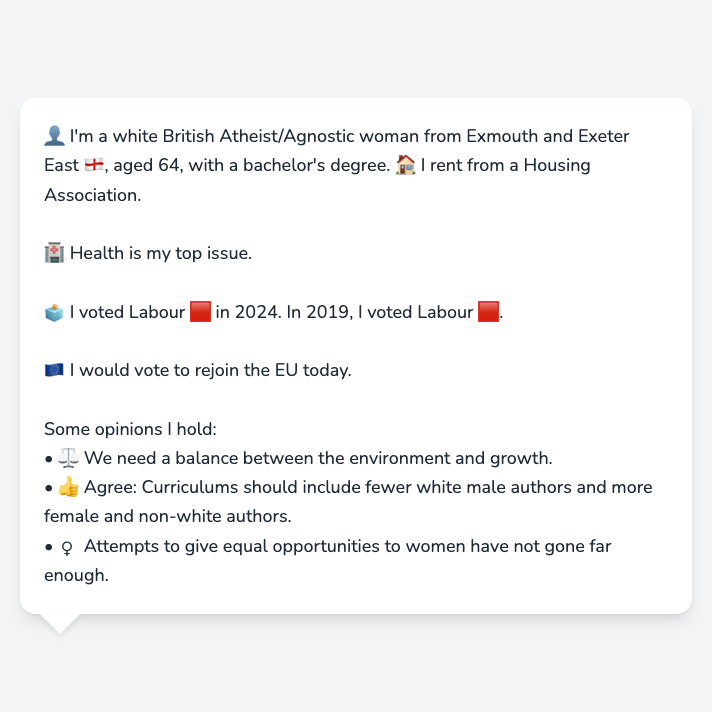 👤 I'm a white British Atheist/Agnostic woman from Exmouth and Exeter
East 🏴󠁧󠁢󠁥󠁮󠁧󠁿, aged 64, with a bachelor's degree. 🏠 I rent from a Housing
Association.
🏥 Health is my top issue.
🗳️ I voted Labour 🟥 in 2024. In 2019, I voted Labour 🟥.
🇪🇺 I would vote to rejoin the EU today.
Some opinions I hold:
• ⚖️ We need a balance between the environment and growth.
• 👍 Agree: Curriculums should include fewer white male authors and more
female and non-white authors.
• ♀ Attempts to give equal opportunities to women have not gone far
enough.